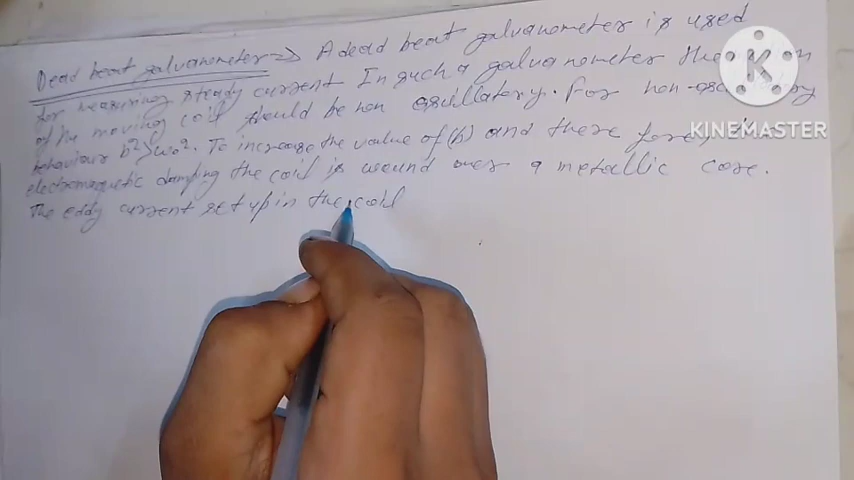 Dead beat galvanometer => A dead beat galvanometer is used
for measuring steady current In such a galvanometer the
of the moving coil should be non oscillatory. For non-
behaviour b²>ω₀². To increase the value of (b) and there fore,
electromagnetic damping the coil is wound over a metallic core.
The eddy current set up in the coil
KINEMASTER